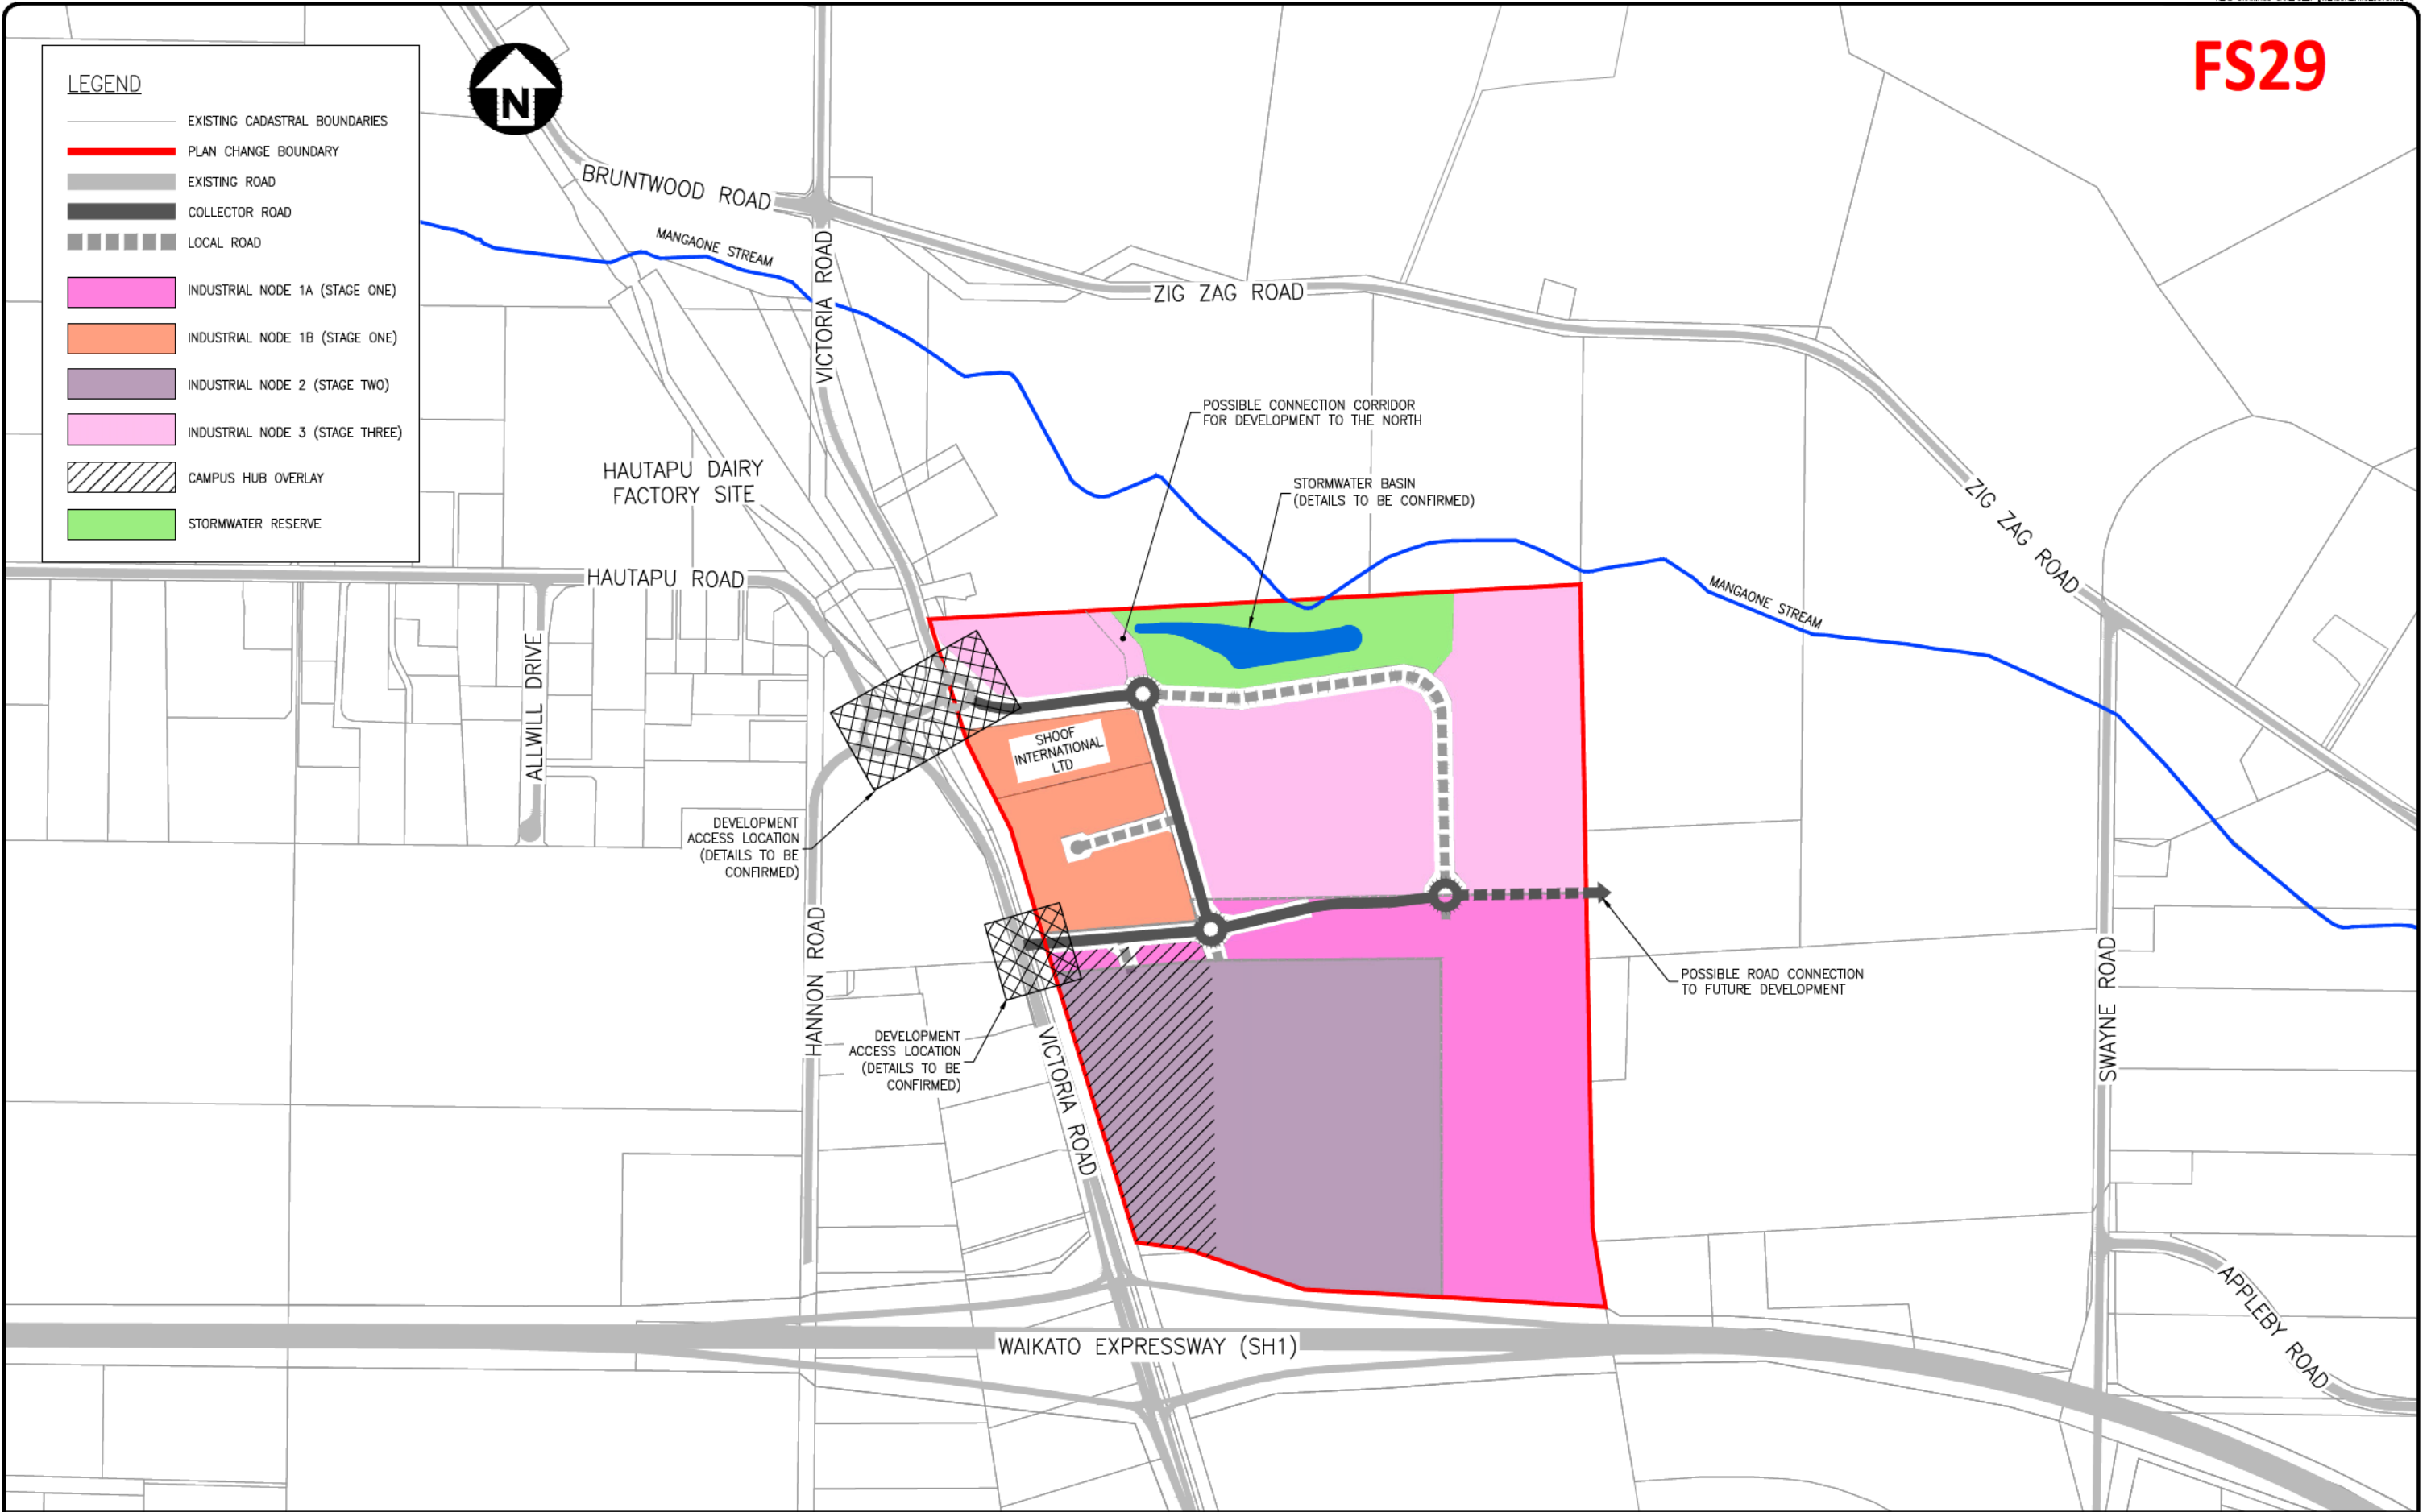 FS29
LEGEND
EXISTING CADASTRAL BOUNDARIES
PLAN CHANGE BOUNDARY
EXISTING ROAD
COLLECTOR ROAD
LOCAL ROAD
INDUSTRIAL NODE 1A (STAGE ONE)
INDUSTRIAL NODE 1B (STAGE ONE)
INDUSTRIAL NODE 2 (STAGE TWO)
INDUSTRIAL NODE 3 (STAGE THREE)
CAMPUS HUB OVERLAY
STORMWATER RESERVE
N
BRUNTWOOD ROAD
MANGAONE STREAM
VICTORIA ROAD
ZIG ZAG ROAD
POSSIBLE CONNECTION CORRIDOR
FOR DEVELOPMENT TO THE NORTH
HAUTAPU DAIRY
FACTORY SITE
STORMWATER BASIN
(DETAILS TO BE CONFIRMED)
ZIG ZAG ROAD
HAUTAPU ROAD
MANGAONE STREAM
ALLWILL DRIVE
SHOOF
INTERNATIONAL
LTD
DEVELOPMENT
ACCESS LOCATION
(DETAILS TO BE
CONFIRMED)
HANNON ROAD
POSSIBLE ROAD CONNECTION
TO FUTURE DEVELOPMENT
SWAYNE ROAD
DEVELOPMENT
ACCESS LOCATION
(DETAILS TO BE
CONFIRMED)
VICTORIA ROAD
APPLEBY ROAD
WAIKATO EXPRESSWAY (SH1)